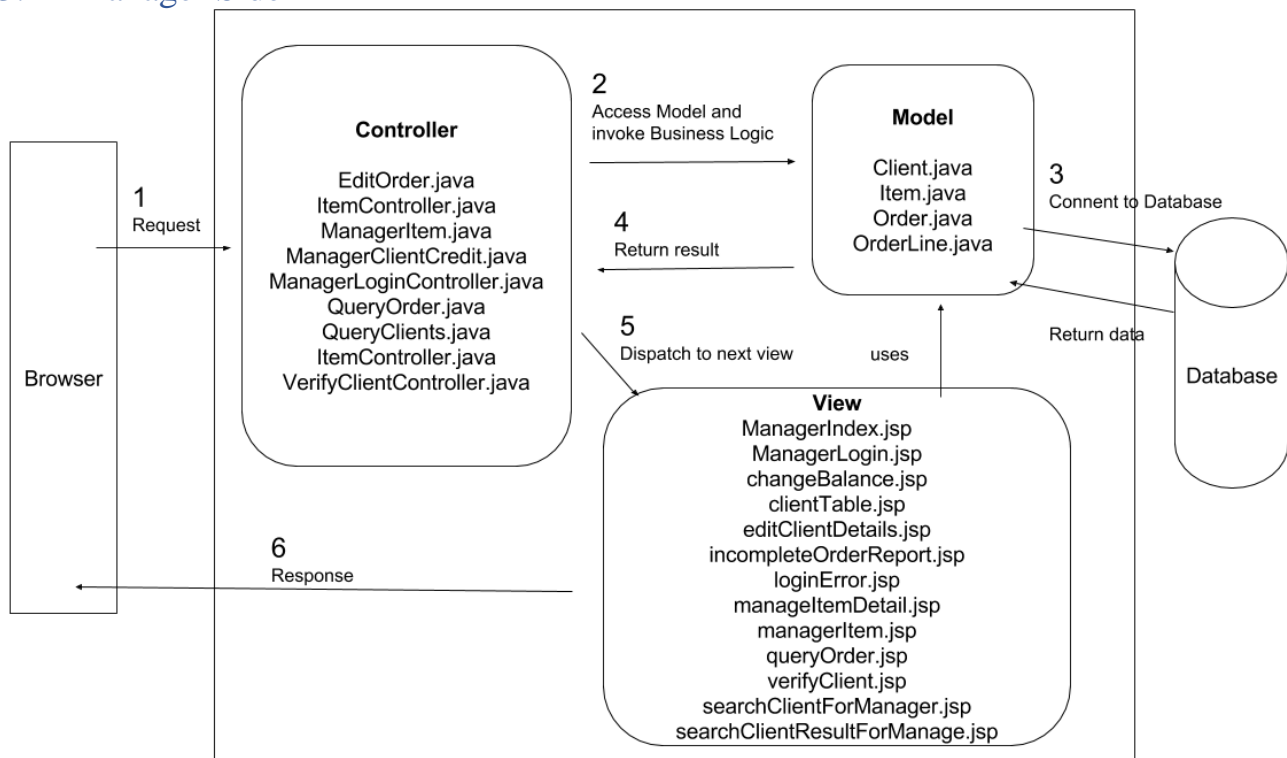 1
Request
Browser
Controller
EditOrder.java
ItemController.java
ManagerItem.java
ManagerClientCredit.java
ManagerLoginController.java
QueryOrder.java
QueryClients.java
ItemController.java
VerifyClientController.java
2
Access Model and
invoke Business Logic
Model
Client.java
Item.java
Order.java
OrderLine.java
3
Connent to Database
4
Return result
Return data
Database
5
Dispatch to next view
uses
View
ManagerIndex.jsp
ManagerLogin.jsp
changeBalance.jsp
clientTable.jsp
editClientDetails.jsp
incompleteOrderReport.jsp
loginError.jsp
manageItemDetail.jsp
managerItem.jsp
queryOrder.jsp
verifyClient.jsp
searchClientForManager.jsp
searchClientResultForManage.jsp
6
Response